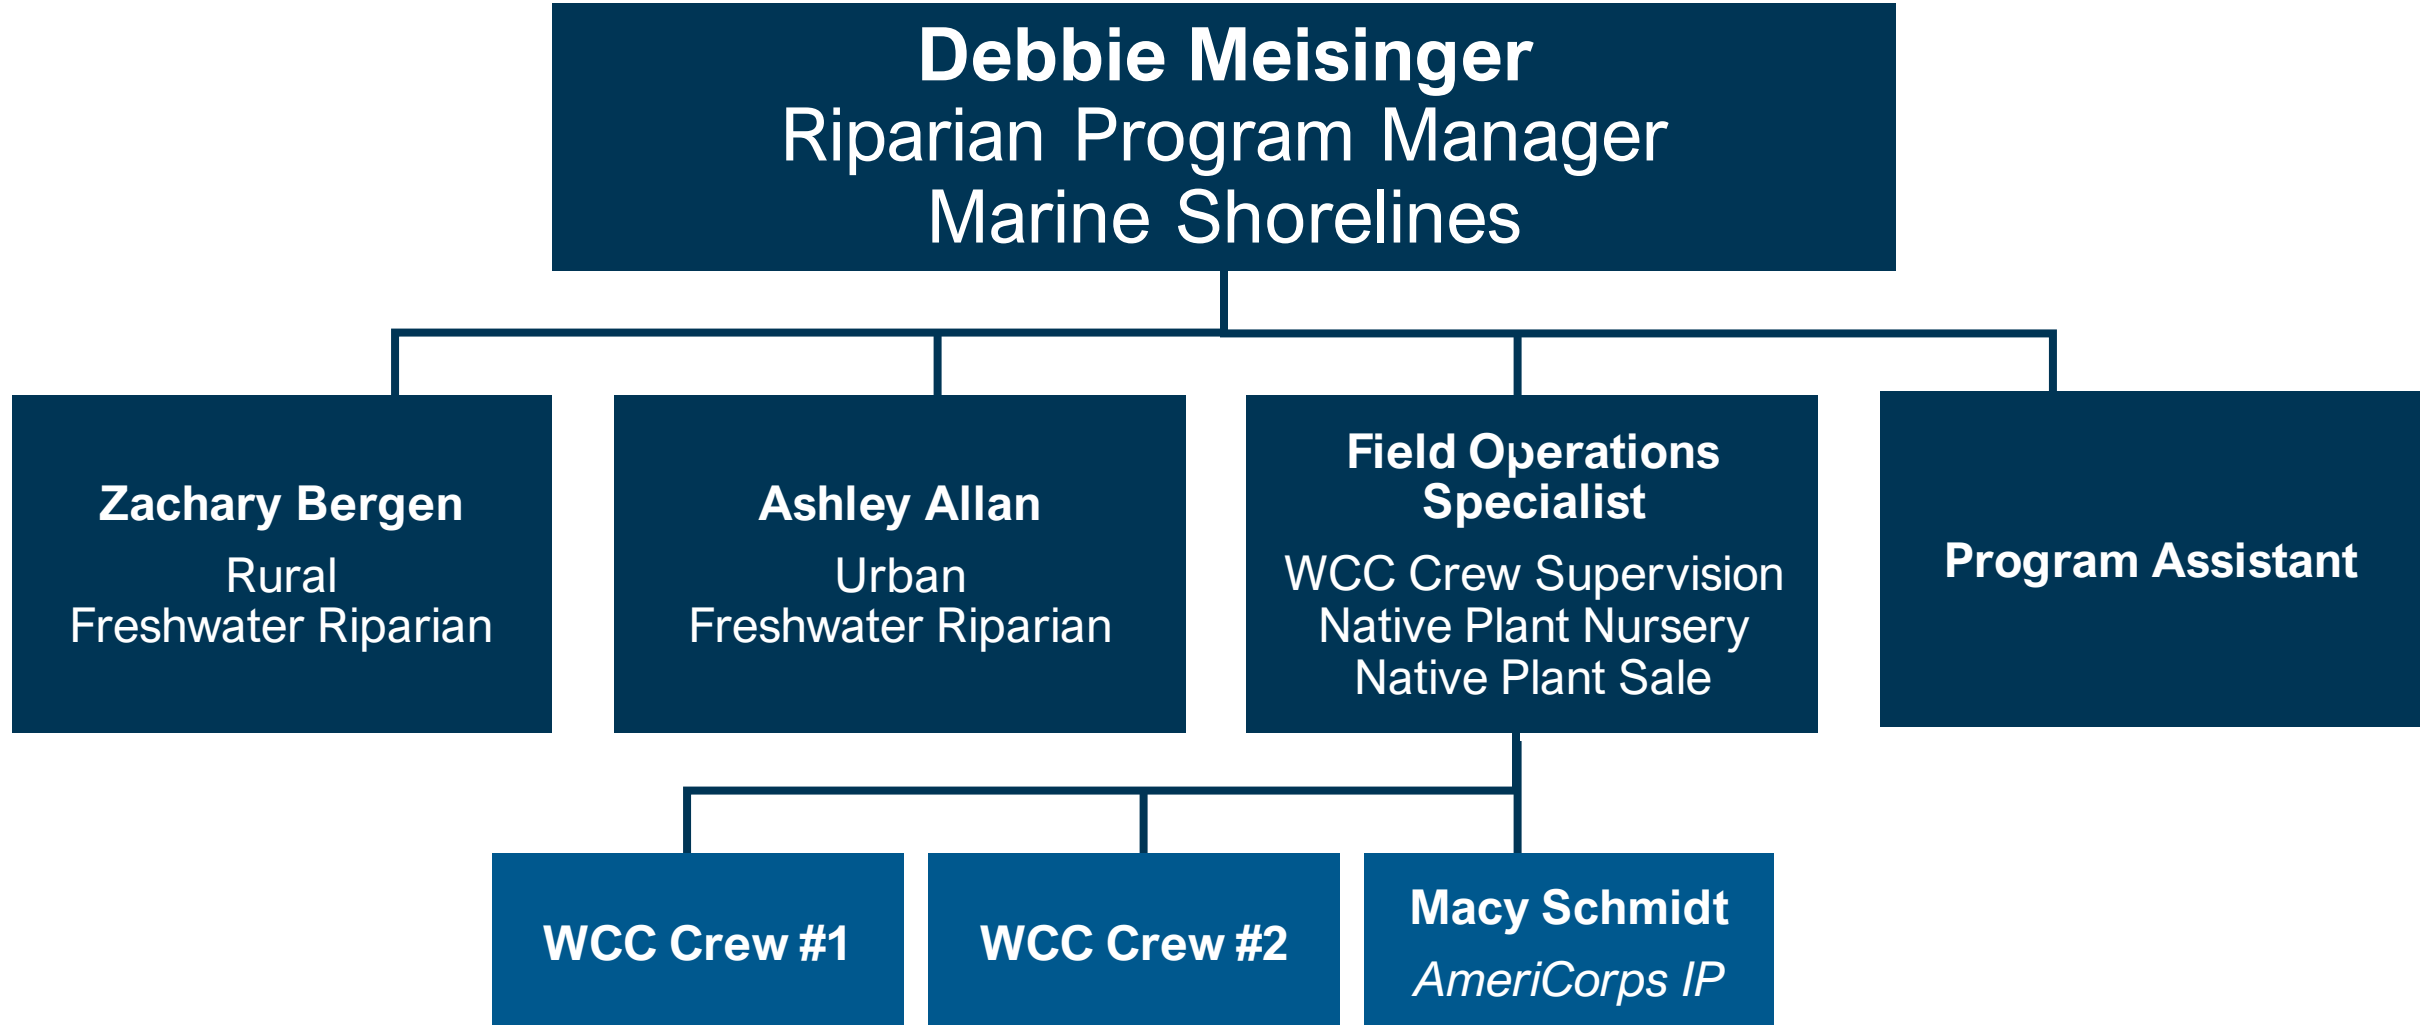 Debbie Meisinger
Riparian Program Manager
Marine Shorelines
Zachary Bergen
Rural
Freshwater Riparian
Ashley Allan
Urban
Freshwater Riparian
Field Operations
Specialist
WCC Crew Supervision
Native Plant Nursery
Native Plant Sale
Program Assistant
WCC Crew #1
WCC Crew #2
Macy Schmidt
AmeriCorps IP